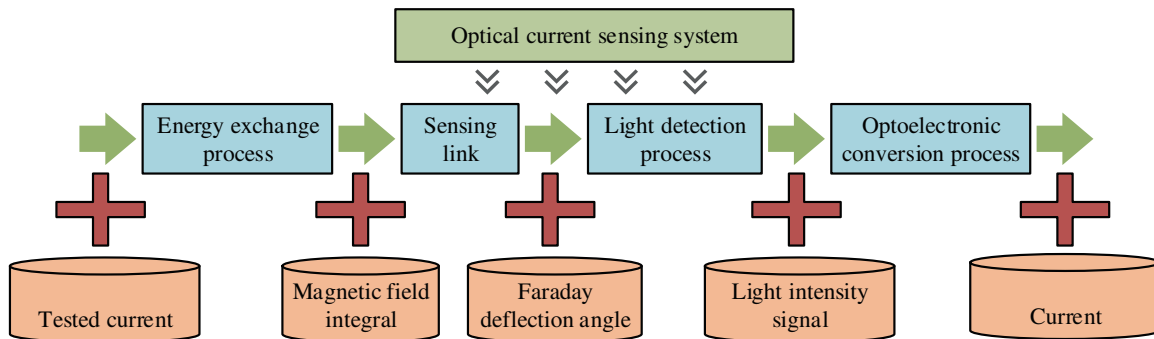 Optical current sensing system
Energy exchange
process
Sensing
link
Light detection
process
Optoelectronic
conversion process
Tested current
Magnetic field
integral
Faraday
deflection angle
Light intensity
signal
Current